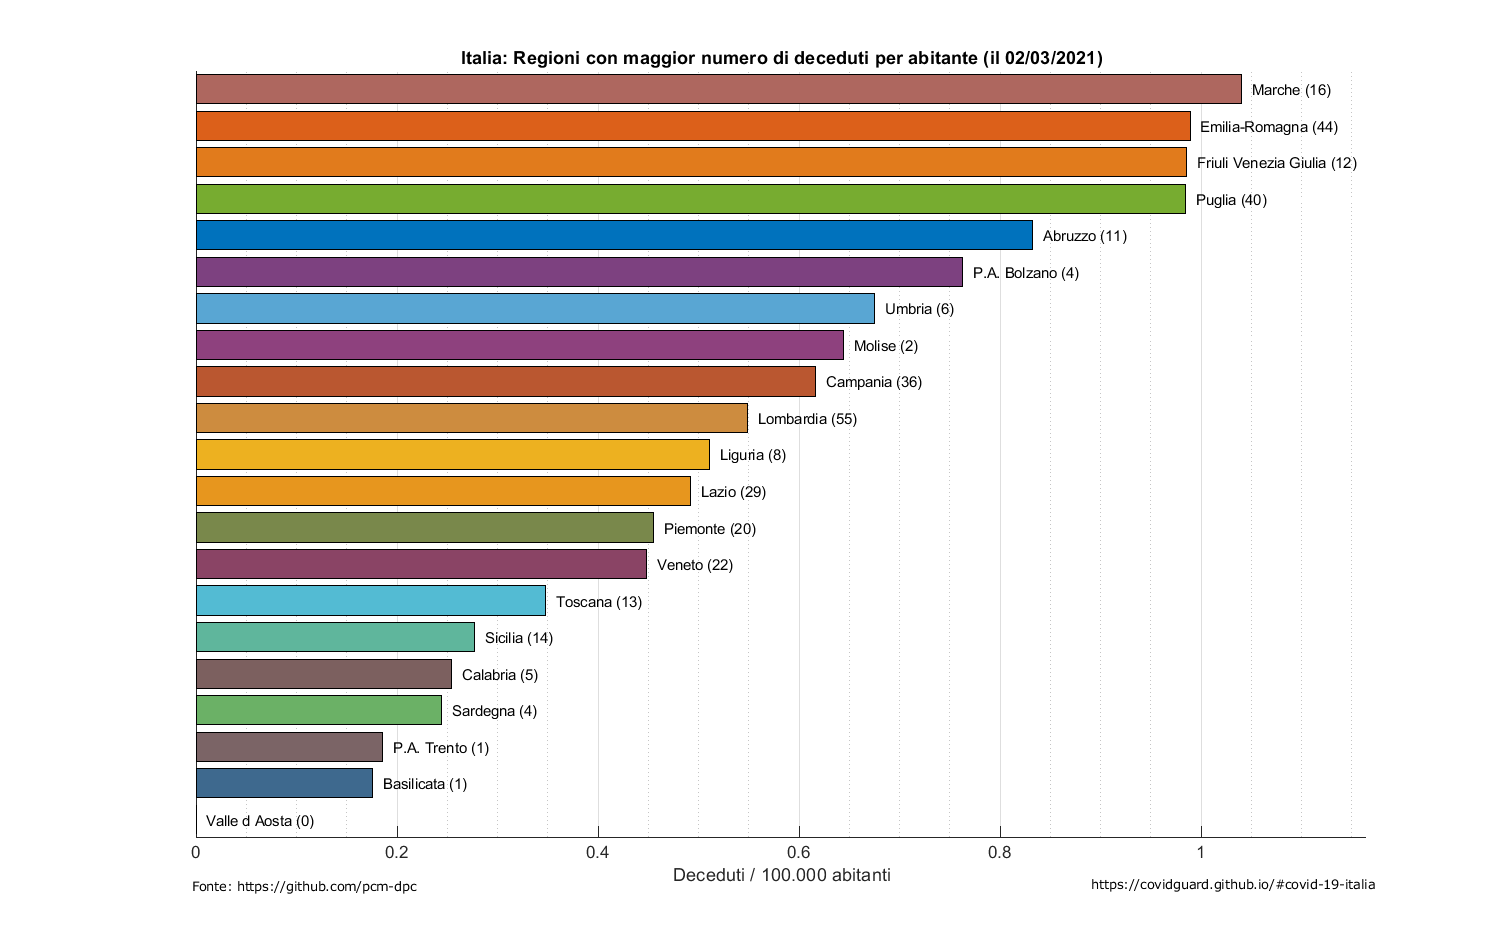 Italia: Regioni con maggior numero di deceduti per abitante (il 02/03/2021)
Marche (16)
Emilia-Romagna (44)
Friuli Venezia Giulia (12)
Puglia (40)
Abruzzo (11)
P.A. Bolzano (4)
Umbria (6)
Molise (2)
Campania (36)
Lombardia (55)
Liguria (8)
Lazio (29)
Piemonte (20)
Veneto (22)
Toscana (13)
Sicilia (14)
Calabria (5)
Sardegna (4)
P.A. Trento (1)
Basilicata (1)
Valle d Aosta (0)
0 0.2 0.4 0.6 0.8 1
Deceduti / 100.000 abitanti
Fonte: https://github.com/pcm-dpc
https://covidguard.github.io/#covid-19-italia